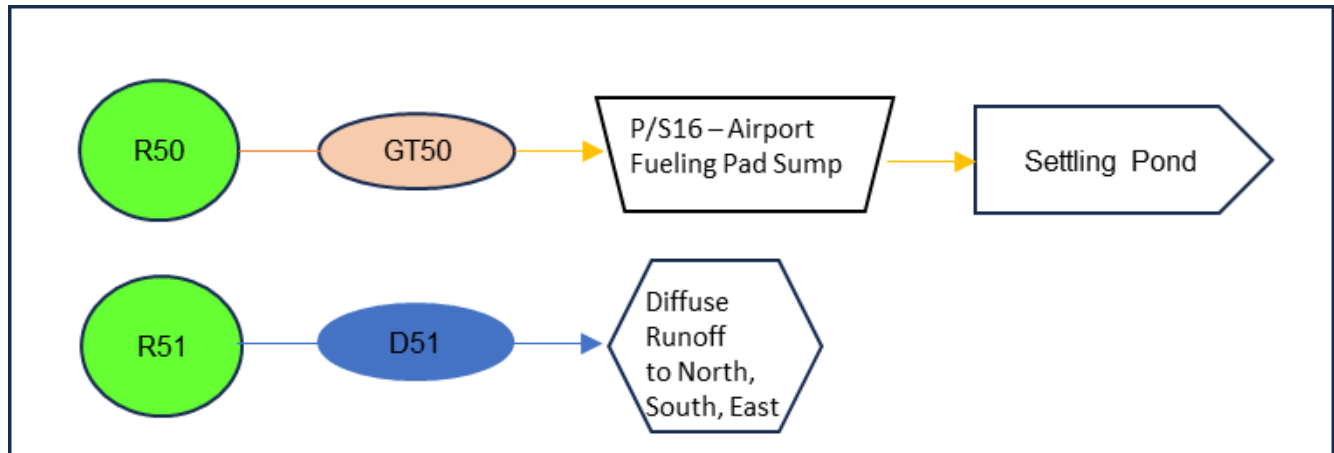 R50
GT50
P/S16 – Airport
Fueling Pad Sump
Settling Pond
R51
D51
Diffuse
Runoff
to North,
South, East